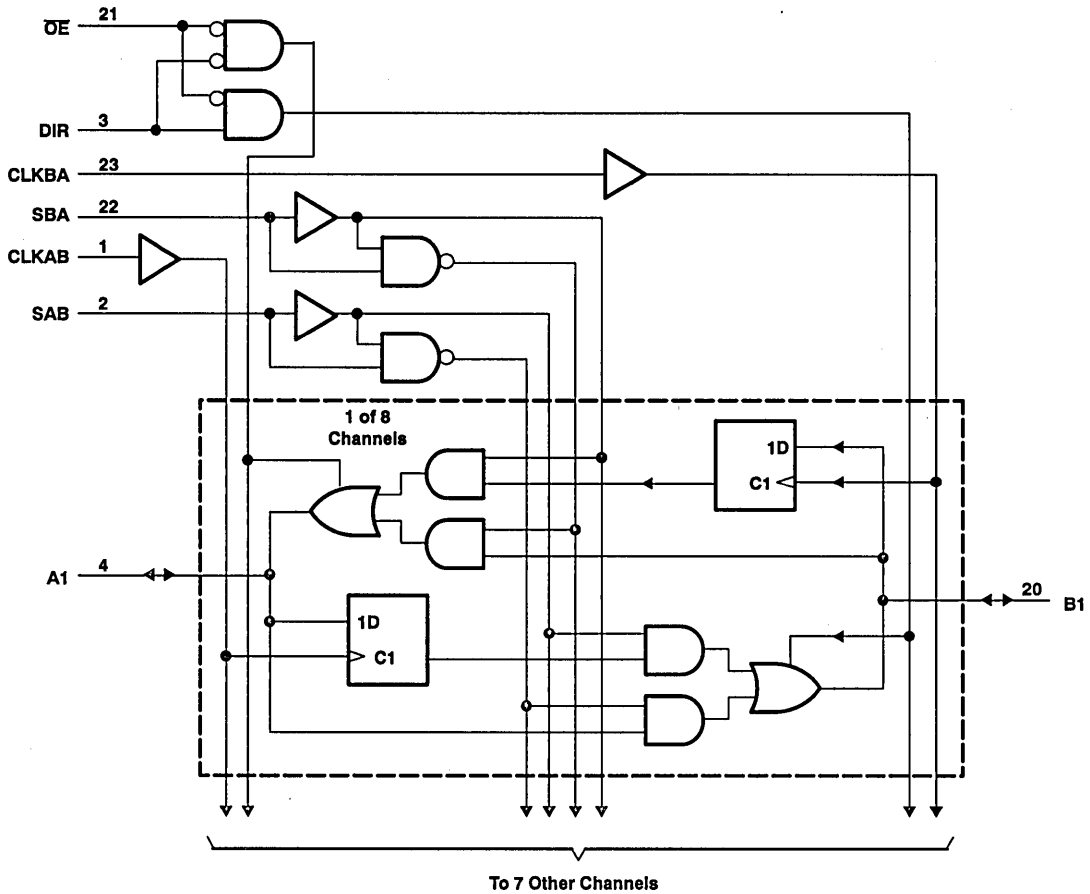 OE 21
DIR 3
CLKBA 23
SBA 22
CLKAB 1
SAB 2
1 of 8
Channels
1D
C1
A1 4
1D
C1
20 B1
To 7 Other Channels